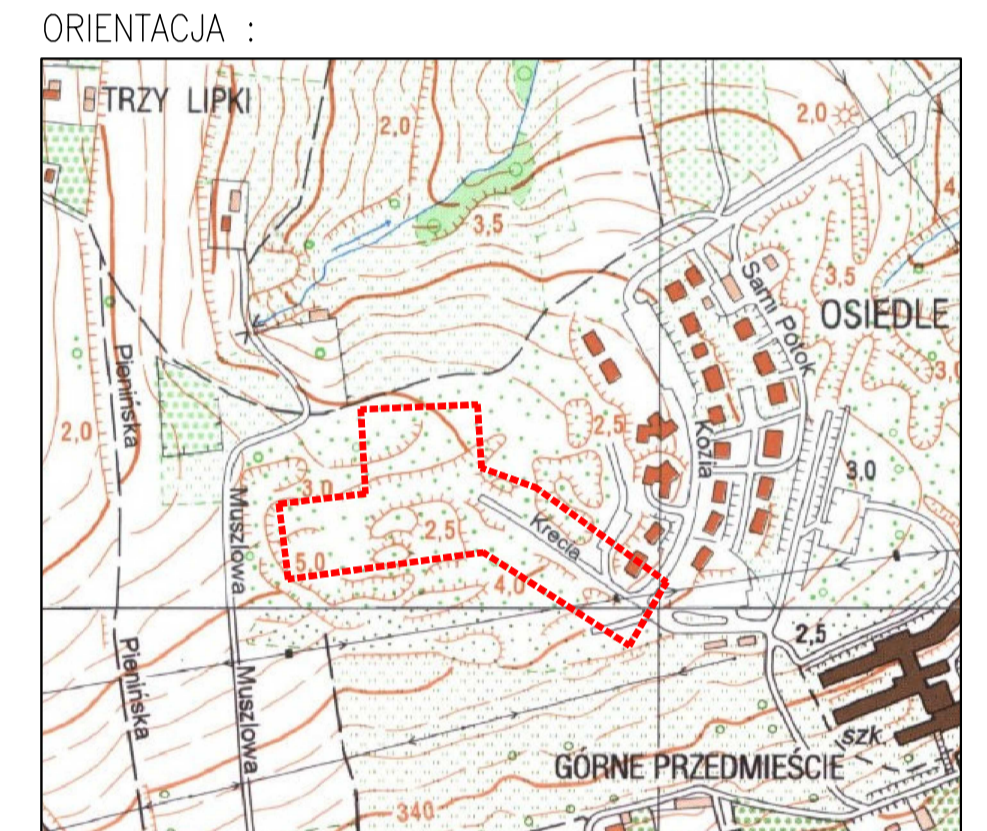 ORIENTACJA :
TRZY LIPKI
2,0
2,0
3,5
4
Sami Potok
3,5
OSIEDLE
Pienińska
3,0
2,0
2,5
Kozia
3.0
3,0
Muszlowa
2,5
Krecia
5,0
4,0
2,5
Pienińska
Muszlowa
szk.
GÓRNE PRZEDMIEŚCIE
340